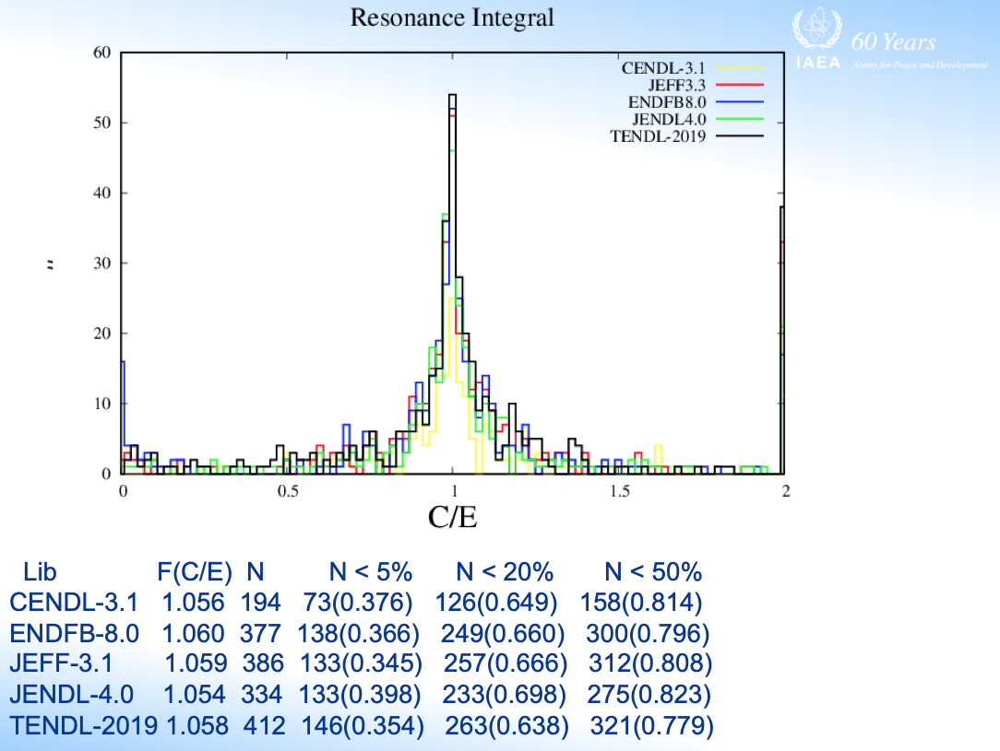 Resonance Integral
IAEA
60 Years
Atoms for Peace and Development
60
50
40
30
20
10
0
"
CENDL-3.1
JEFF3.3
ENDFB8.0
JENDL4.0
TENDL-2019
0 0.5 1 1.5 2
C/E
Lib F(C/E) N N < 5% N < 20% N < 50%
CENDL-3.1 1.056 194 73(0.376) 126(0.649) 158(0.814)
ENDFB-8.0 1.060 377 138(0.366) 249(0.660) 300(0.796)
JEFF-3.1 1.059 386 133(0.345) 257(0.666) 312(0.808)
JENDL-4.0 1.054 334 133(0.398) 233(0.698) 275(0.823)
TENDL-2019 1.058 412 146(0.354) 263(0.638) 321(0.779)